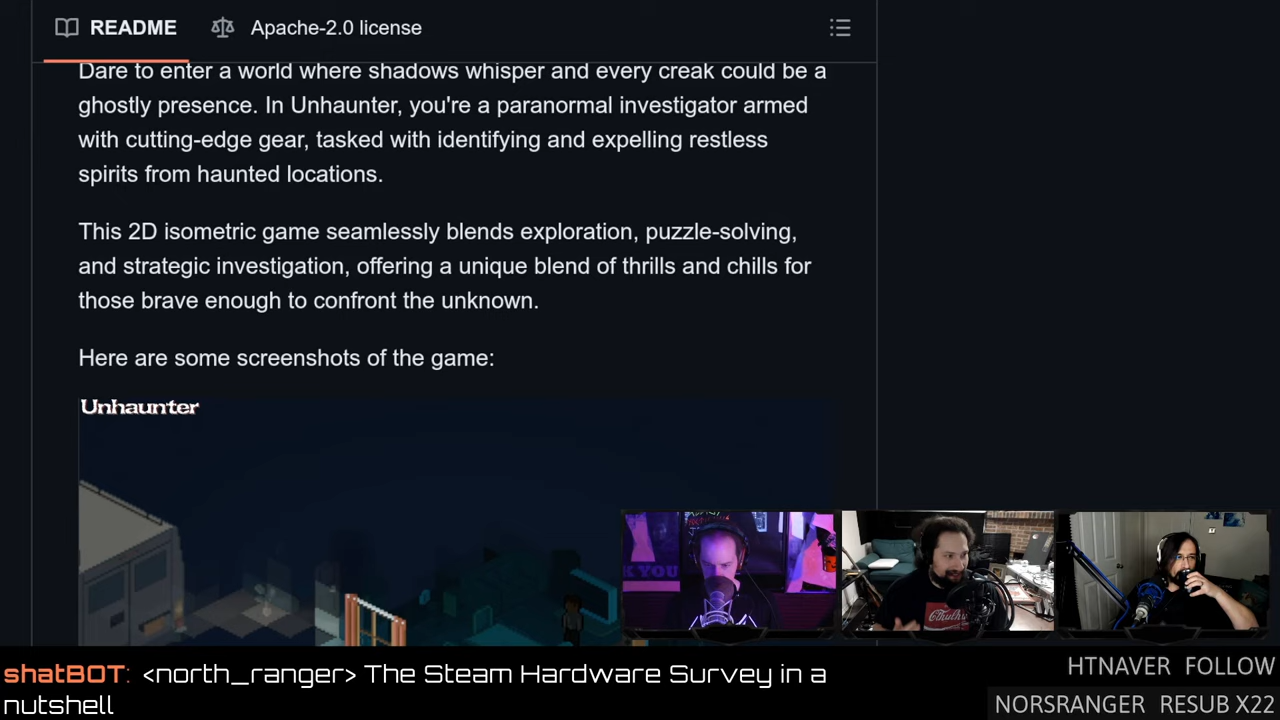 README
Apache-2.0 license
Dare to enter a world where shadows whisper and every creak could be a
ghostly presence. In Unhaunter, you're a paranormal investigator armed
with cutting-edge gear, tasked with identifying and expelling restless
spirits from haunted locations.
This 2D isometric game seamlessly blends exploration, puzzle-solving,
and strategic investigation, offering a unique blend of thrills and chills for
those brave enough to confront the unknown.
Here are some screenshots of the game:
Unhaunter
K YOU
Cthulhu
shatBOT: <north_ranger> The Steam Hardware Survey in a
nutshell
HTNAVER FOLLOW
NORSRANGER RESUB X22